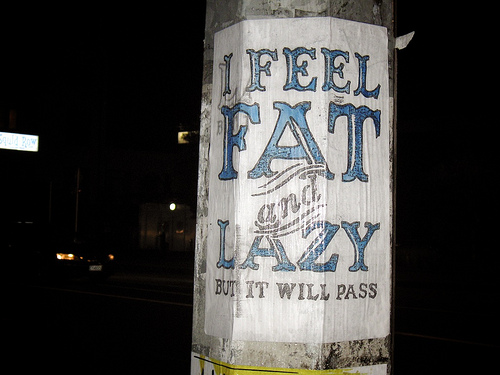 I FEEL
FAT
and
LAZY
BUT IT WILL PASS